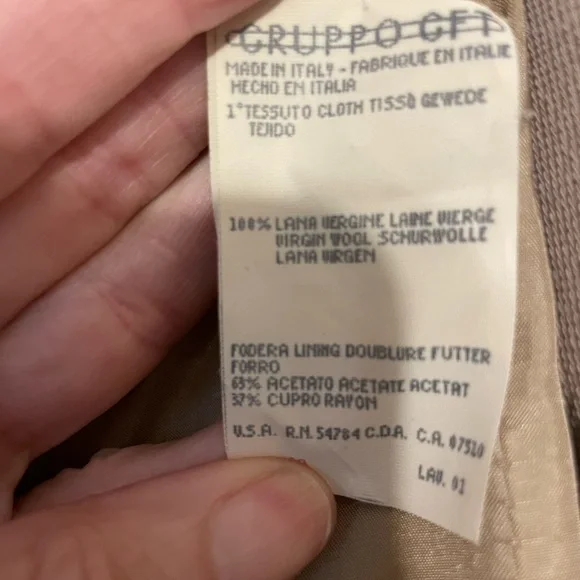 GRUPPO GFT
MADE IN ITALY - FABRIQUE EN ITALIE
HECHO EN ITALIA
1° TESSUTO CLOTH TISSÙ GEWEDE
TEJIDO
100% LANA VERGINE LAINE VIERGE
VIRGIN WOOL SCHURWOLLE
LANA VIRGEN
FODERA LINING DOUBLURE FUTTER
FORRO
63% ACETATO ACETATE ACETAT
37% CUPRO RAYON
U.S.A. R.N. 54784 C.D.A. C.A. 07510
LAV. 01